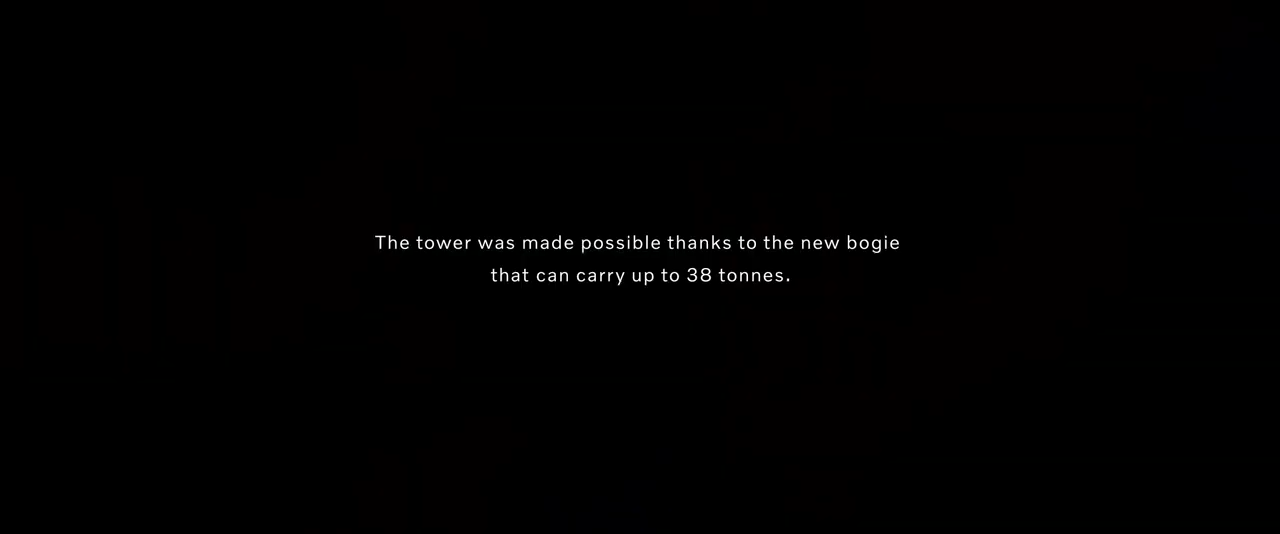 The tower was made possible thanks to the new bogie
that can carry up to 38 tonnes.